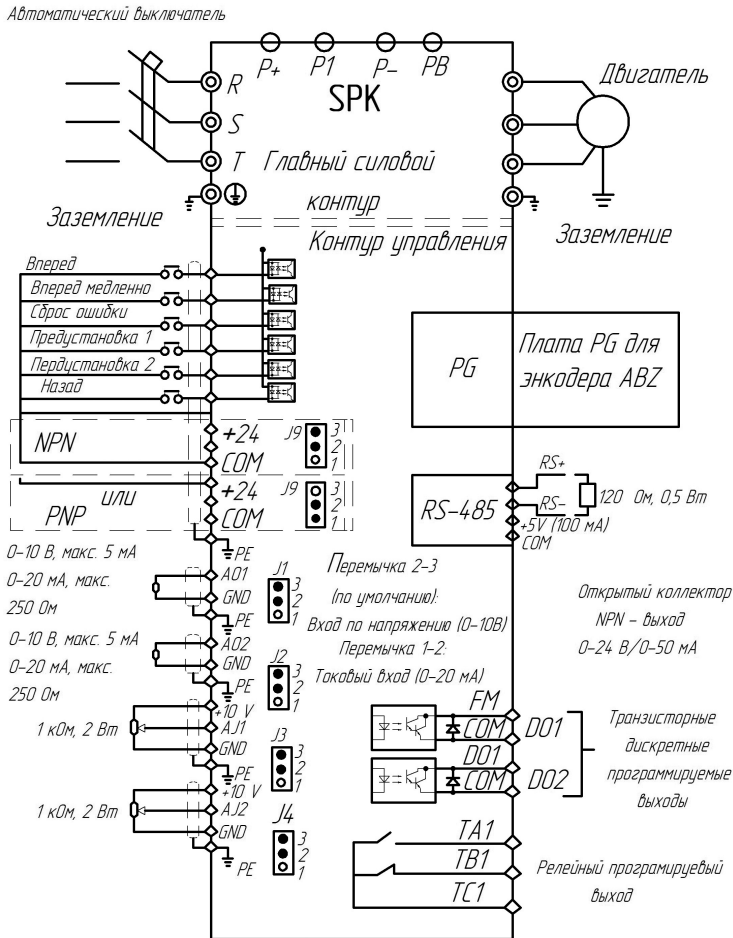 Автоматический выключатель
P+ P1 P- PB
SPK
R
S
T
Двигатель
Главный силовой
контур
Заземление
Заземление
Контур управления
Вперед
Вперед медленно
Сброс ошибки
Предустановка 1
Пердустановка 2
Назад
PG
Плата PG для
энкодера ABZ
NPN
+24
COM
J9
3
2
1
или
PNP
+24
COM
J9
3
2
1
RS-485
RS+
RS-
+5V (100 мА)
COM
120 Ом, 0,5 Вт
PE
0-10 В, макс. 5 мА
0-20 мА, макс.
250 Ом
AO1
GND
PE
J1
3
2
1
0-10 В, макс. 5 мА
0-20 мА, макс.
250 Ом
AO2
GND
PE
J2
3
2
1
Перемычка 2-3
(по умолчанию):
Вход по напряжению (0-10В)
Перемычка 1-2:
Токовый вход (0-20 мА)
Открытый коллектор
NPN - выход
0-24 В/0-50 мА
1 кОм, 2 Вт
+10 V
AJ1
GND
PE
J3
3
2
1
1 кОм, 2 Вт
+10 V
AJ2
GND
PE
J4
3
2
1
FM
COM
DO1
DO1
COM
DO2
Транзисторные
дискретные
программируемые
выходы
TA1
TB1
TC1
Релейный програмируевый
выход